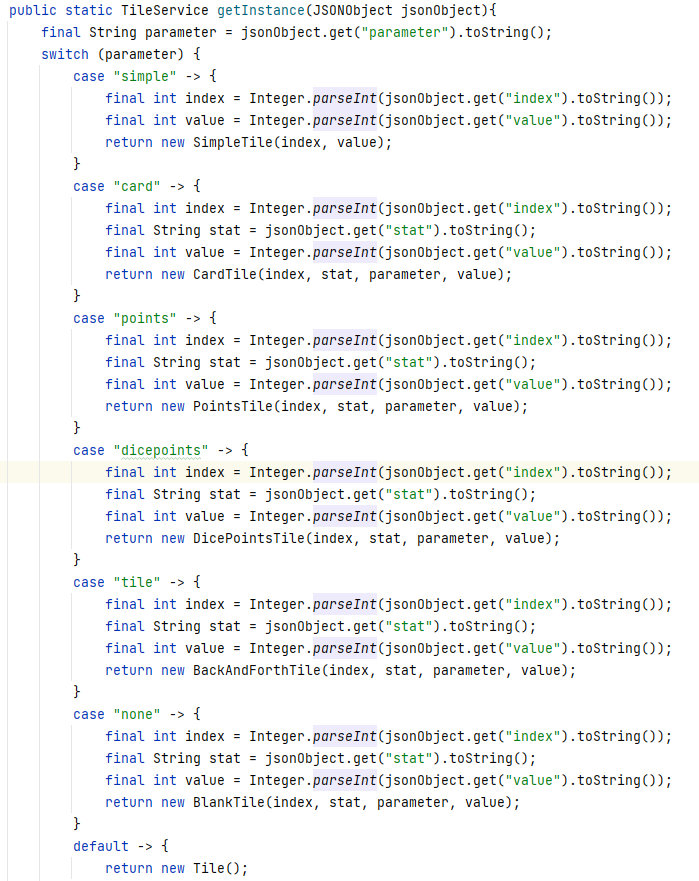 public static TileService getInstance(JSONObject jsonObject){
    final String parameter = jsonObject.get("parameter").toString();
    switch (parameter) {
        case "simple" -> {
            final int index = Integer.parseInt(jsonObject.get("index").toString());
            final int value = Integer.parseInt(jsonObject.get("value").toString());
            return new SimpleTile(index, value);
        }
        case "card" -> {
            final int index = Integer.parseInt(jsonObject.get("index").toString());
            final String stat = jsonObject.get("stat").toString();
            final int value = Integer.parseInt(jsonObject.get("value").toString());
            return new CardTile(index, stat, parameter, value);
        }
        case "points" -> {
            final int index = Integer.parseInt(jsonObject.get("index").toString());
            final String stat = jsonObject.get("stat").toString();
            final int value = Integer.parseInt(jsonObject.get("value").toString());
            return new PointsTile(index, stat, parameter, value);
        }
        case "dicepoints" -> {
            final int index = Integer.parseInt(jsonObject.get("index").toString());
            final String stat = jsonObject.get("stat").toString();
            final int value = Integer.parseInt(jsonObject.get("value").toString());
            return new DicePointsTile(index, stat, parameter, value);
        }
        case "tile" -> {
            final int index = Integer.parseInt(jsonObject.get("index").toString());
            final String stat = jsonObject.get("stat").toString();
            final int value = Integer.parseInt(jsonObject.get("value").toString());
            return new BackAndForthTile(index, stat, parameter, value);
        }
        case "none" -> {
            final int index = Integer.parseInt(jsonObject.get("index").toString());
            final String stat = jsonObject.get("stat").toString();
            final int value = Integer.parseInt(jsonObject.get("value").toString());
            return new BlankTile(index, stat, parameter, value);
        }
        default -> {
            return new Tile();